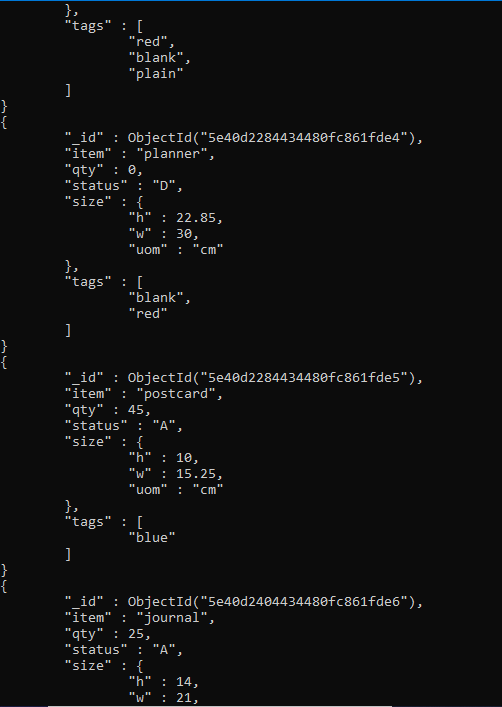 },
"tags" : [
"red",
"blank",
"plain"
]
}
{
"_id" : ObjectId("5e40d2284434480fc861fde4"),
"item" : "planner",
"qty" : 0,
"status" : "D",
"size" : {
"h" : 22.85,
"w" : 30,
"uom" : "cm"
},
"tags" : [
"blank",
"red"
]
}
{
"_id" : ObjectId("5e40d2284434480fc861fde5"),
"item" : "postcard",
"qty" : 45,
"status" : "A",
"size" : {
"h" : 10,
"w" : 15.25,
"uom" : "cm"
},
"tags" : [
"blue"
]
}
{
"_id" : ObjectId("5e40d2404434480fc861fde6"),
"item" : "journal",
"qty" : 25,
"status" : "A",
"size" : {
"h" : 14,
"w" : 21,